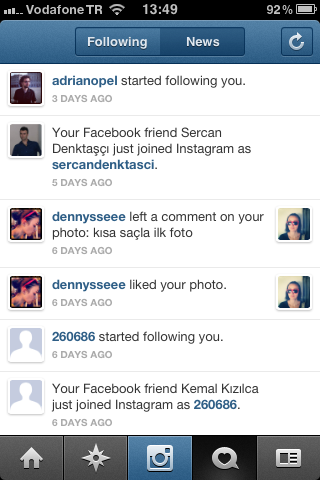 Vodafone TR 13:49 92%
Following News
adrianopel started following you.
3 DAYS AGO
Your Facebook friend Sercan
Denktaşçı just joined Instagram as
sercandenktasci.
5 DAYS AGO
dennysseee left a comment on your
photo: kısa saçla ilk foto
6 DAYS AGO
dennysseee liked your photo.
6 DAYS AGO
260686 started following you.
6 DAYS AGO
Your Facebook friend Kemal Kızılca
just joined Instagram as 260686.
6 DAYS AGO